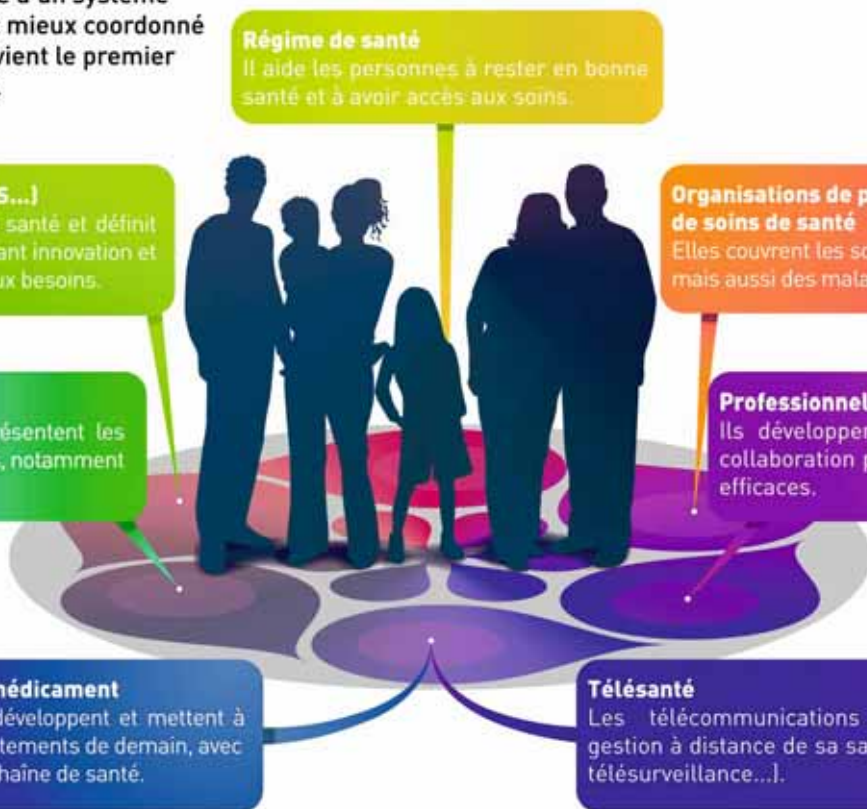 e d'un système
mieux coordonné
vient le premier
Régime de santé
Il aide les personnes à rester en bonne
santé et à avoir accès aux soins.
S...)
santé et définit
ant innovation et
ux besoins.
Organisations de p
de soins de santé
Elles couvrent les so
mais aussi des mala
ésentent les
, notamment
Professionnel
Ils développer
collaboration p
efficaces.
médicament
développent et mettent à
tements de demain, avec
haîne de santé.
Télésanté
Les télécommunications
gestion à distance de sa sa
télésurveillance...).